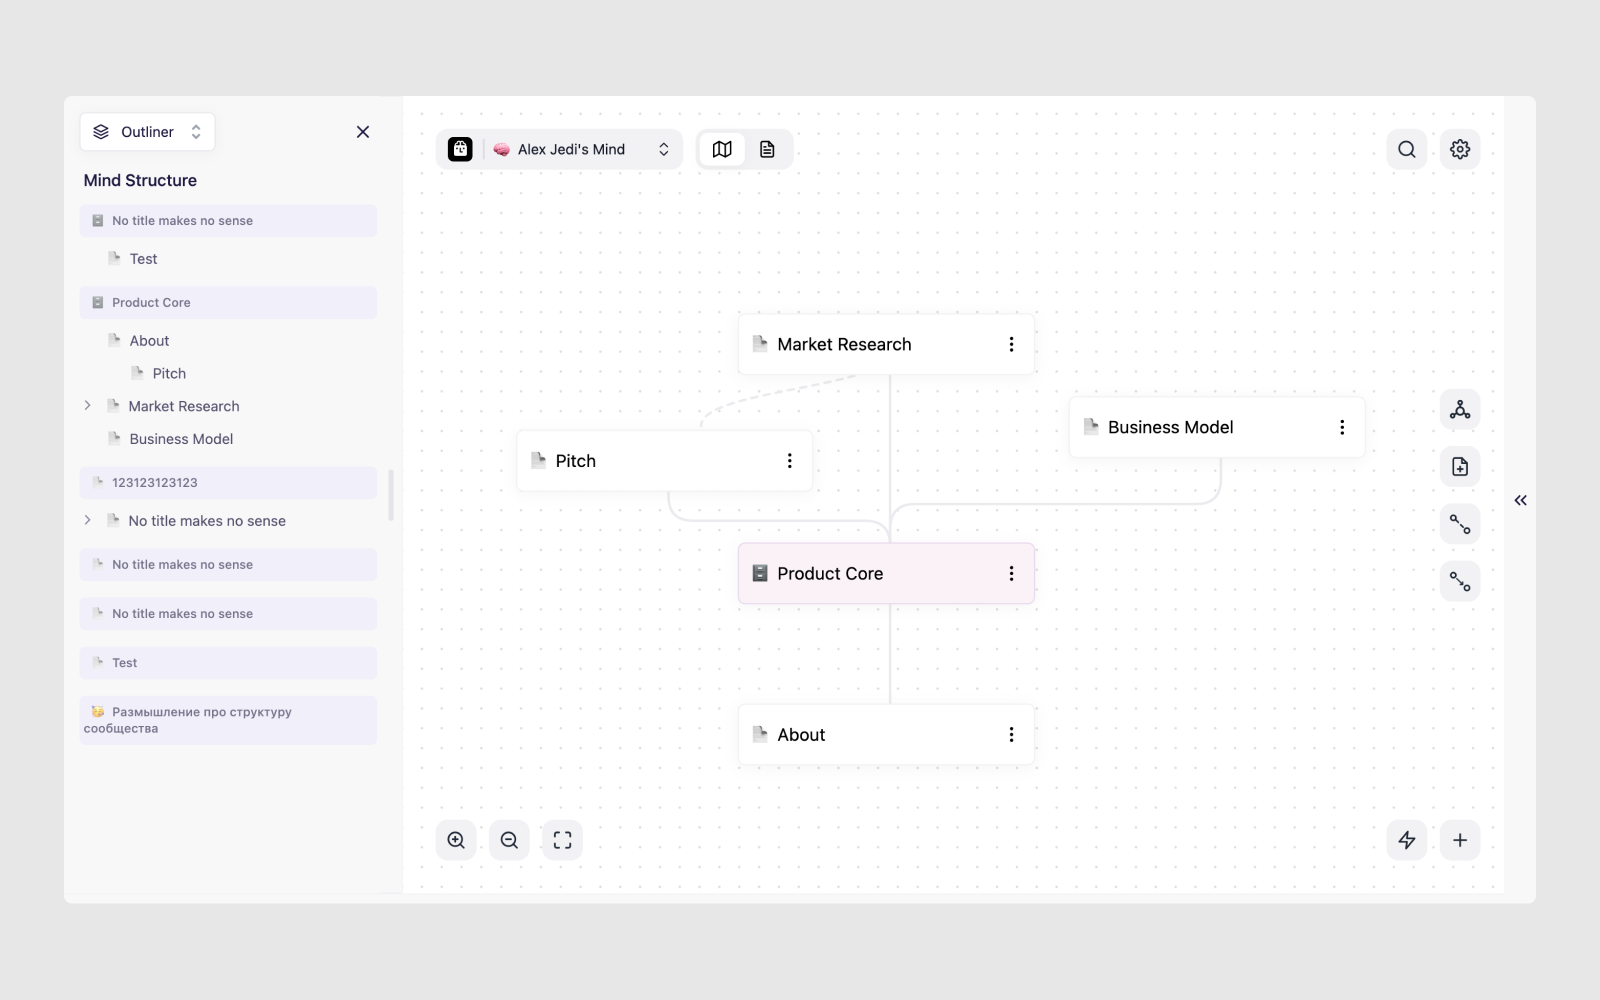 Outliner
Mind Structure
No title makes no sense
Test
Product Core
About
Pitch
Market Research
Business Model
123123123123
No title makes no sense
No title makes no sense
No title makes no sense
Test
Размышление про структуру
сообщества
Alex Jedi's Mind
Market Research
Business Model
Pitch
Product Core
About